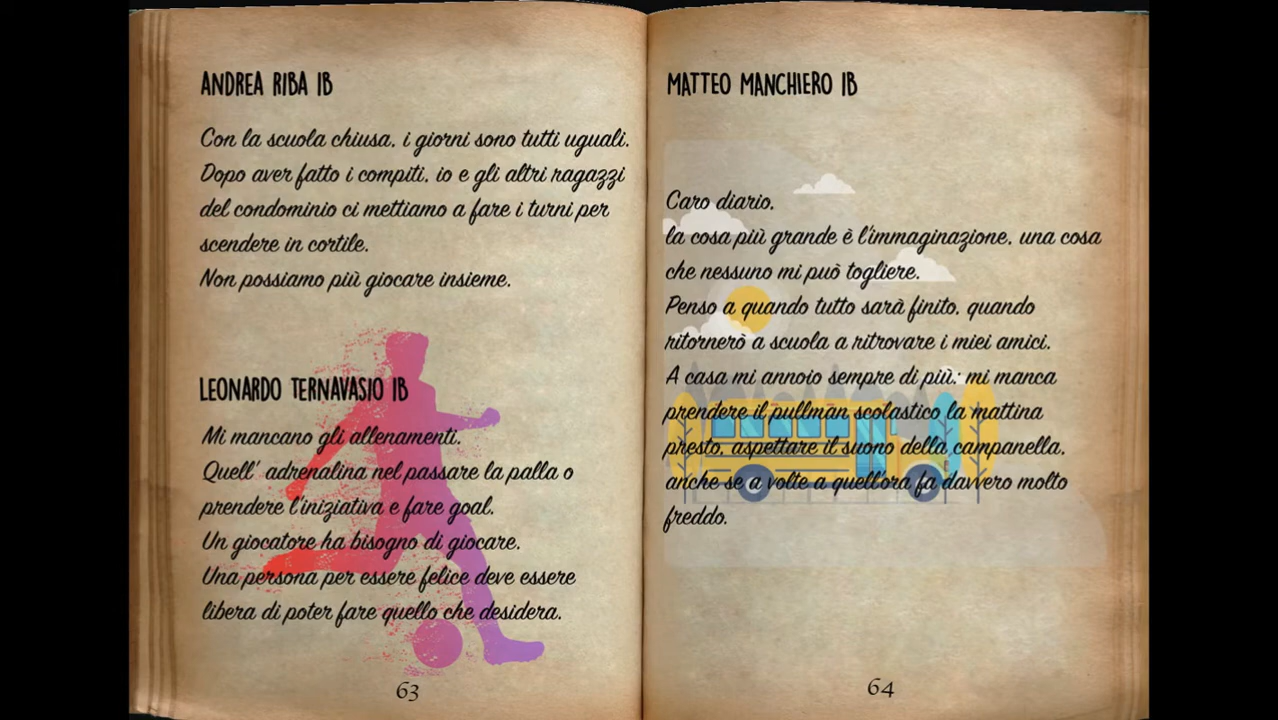 ANDREA RIBA IB
Con la scuola chiusa, i giorni sono tutti uguali.
Dopo aver fatto i compiti, io e gli altri ragazzi
del condominio ci mettiamo a fare i turni per
scendere in cortile.
Non possiamo più giocare insieme.
LEONARDO TERNAVASIO IB
Mi mancano gli allenamenti.
Quell' adrenalina nel passare la palla o
prendere l'iniziativa e fare goal.
Un giocatore ha bisogno di giocare.
Una persona per essere felice deve essere
libera di poter fare quello che desidera.
63
MATTEO MANCHIERO IB
Caro diario,
la cosa più grande è l'immaginazione, una cosa
che nessuno mi può togliere.
Penso a quando tutto sarà finito, quando
ritornerò a scuola a ritrovare i miei amici.
A casa mi annoio sempre di più: mi manca
prendere il pullman scolastico la mattina
presto, aspettare il suono della campanella,
anche se a volte a quell'ora fa davvero molto
freddo.
64